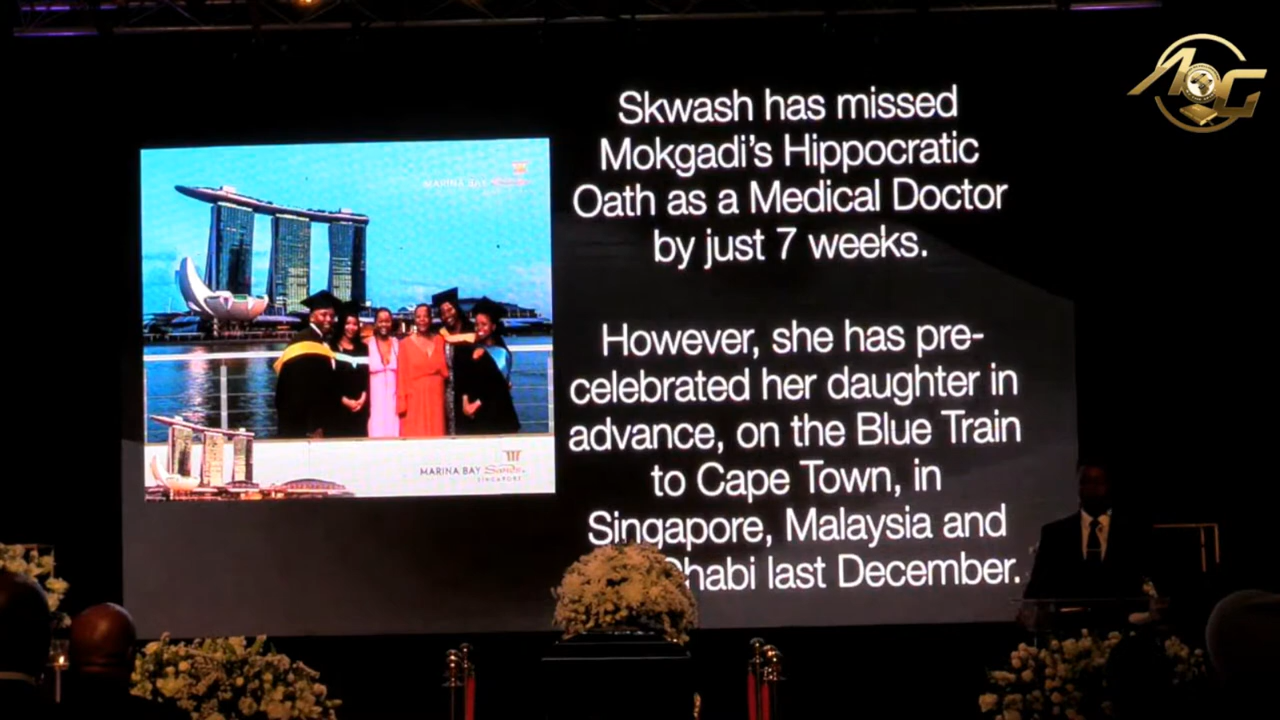 MARINA BAY Sands
Skwash has missed
Mokgadi's Hippocratic
Oath as a Medical Doctor
by just 7 weeks.
However, she has pre-
celebrated her daughter in
advance, on the Blue Train
to Cape Town, in
Singapore, Malaysia and
Dhabi last December.
MARINA BAY Sands
SINGAPORE
AOG